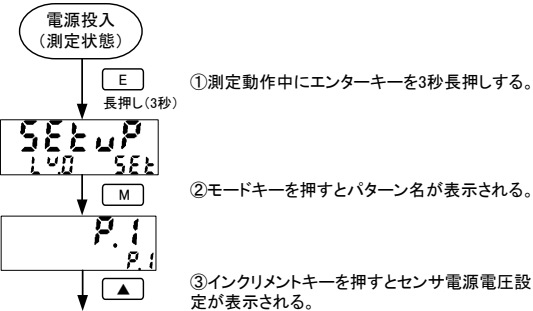 電源投入
（測定状態）
E
長押し（3秒）
①測定動作中にエンターキーを3秒長押しする。
SEtuP
Lv.0 SEt
M
②モードキーを押すとパターン名が表示される。
P.1
P.1
▲
③インクリメントキーを押すとセンサ電源電圧設
定が表示される。